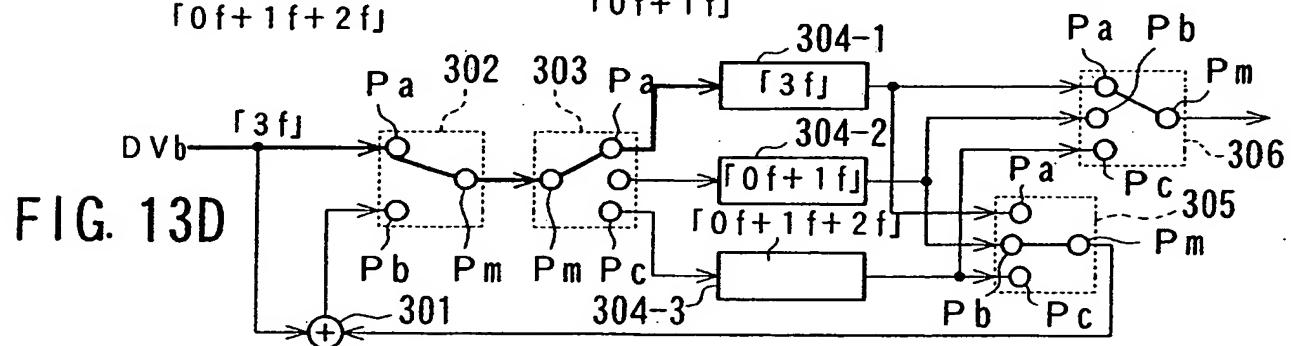 「0f+1f+2f」
「0f+1f」
304-1
Pa
Pb
302
303
Pa
Pa
「3f」
Pm
「3f」
304-2
DVb
「0f+1f」
306
Pa
Pc
FIG. 13D
「0f+1f+2f」
305
Pm
Pb
Pm
Pm
Pc
304-3
Pb
Pc
301
+